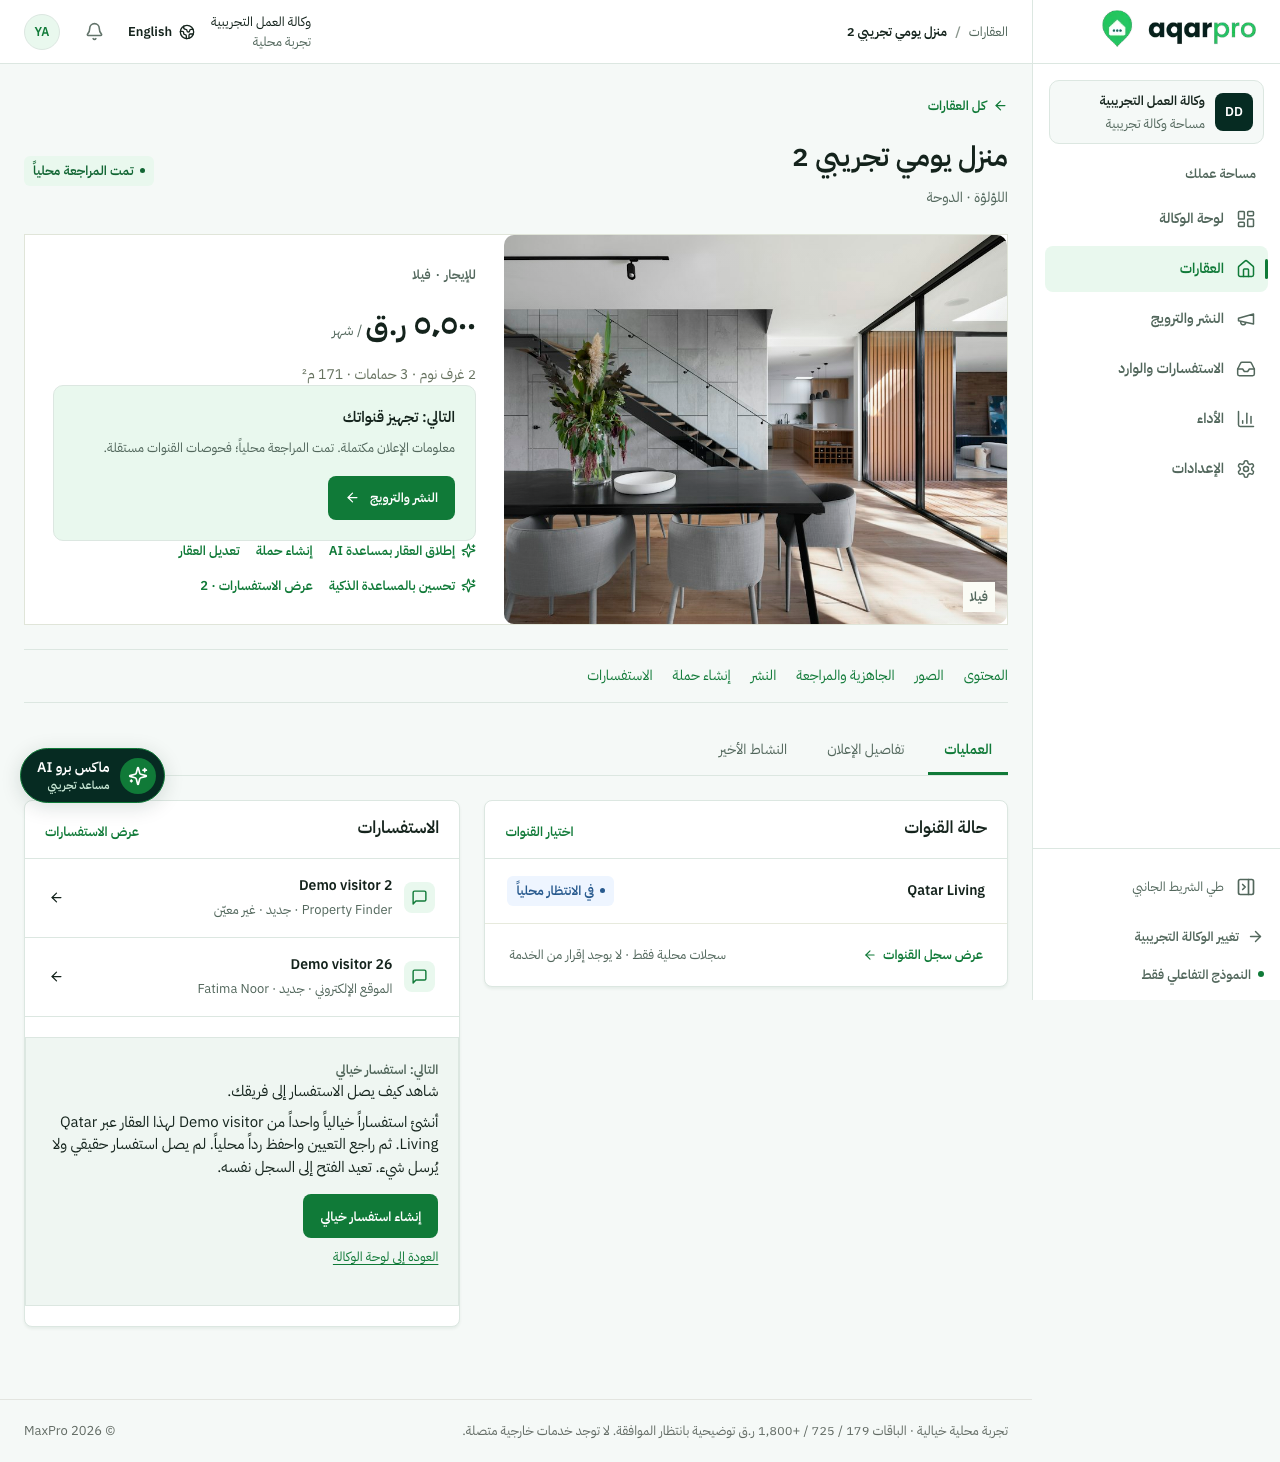 aqarpro
DD
وكالة العمل التجريبية
مساحة وكالة تجريبية
مساحة عملك
لوحة الوكالة
العقارات
النشر والترويج
الاستفسارات والوارد
الأداء
الإعدادات
طي الشريط الجانبي
تغيير الوكالة التجريبية
النموذج التفاعلي فقط
العقارات / منزل يومي تجريبي 2
وكالة العمل التجريبية
تجربة محلية
English
YA
كل العقارات
منزل يومي تجريبي 2
اللؤلؤة · الدوحة
تمت المراجعة محلياً
فيلا
للإيجار · فيلا
٥,٥٠٠ ر.ق / شهر
2 غرف نوم · 3 حمامات · 171 م²
التالي: تجهيز قنواتك
معلومات الإعلان مكتملة. تمت المراجعة محلياً؛ فحوصات القنوات مستقلة.
النشر والترويج
إطلاق العقار بمساعدة AI
إنشاء حملة
تعديل العقار
تحسين بالمساعدة الذكية
عرض الاستفسارات · 2
المحتوى
الصور
الجاهزية والمراجعة
النشر
إنشاء حملة
الاستفسارات
العمليات
تفاصيل الإعلان
النشاط الأخير
ماكس برو AI
مساعد تجريبي
حالة القنوات
اختيار القنوات
Qatar Living
في الانتظار محلياً
عرض سجل القنوات
سجلات محلية فقط · لا يوجد إقرار من الخدمة
الاستفسارات
عرض الاستفسارات
Demo visitor 2
Property Finder · جديد · غير معيّن
Demo visitor 26
الموقع الإلكتروني · جديد · Fatima Noor
التالي: استفسار خيالي
شاهد كيف يصل الاستفسار إلى فريقك.
أنشئ استفساراً خيالياً واحداً من Demo visitor لهذا العقار عبر Qatar
Living. ثم راجع التعيين واحفظ رداً محلياً. لم يصل استفسار حقيقي ولا
يُرسل شيء. تعيد الفتح إلى السجل نفسه.
إنشاء استفسار خيالي
العودة إلى لوحة الوكالة
تجربة محلية خيالية · الباقات 179 / 725 / +1,800 ر.ق توضيحية بانتظار الموافقة. لا توجد خدمات خارجية متصلة.
© 2026 MaxPro